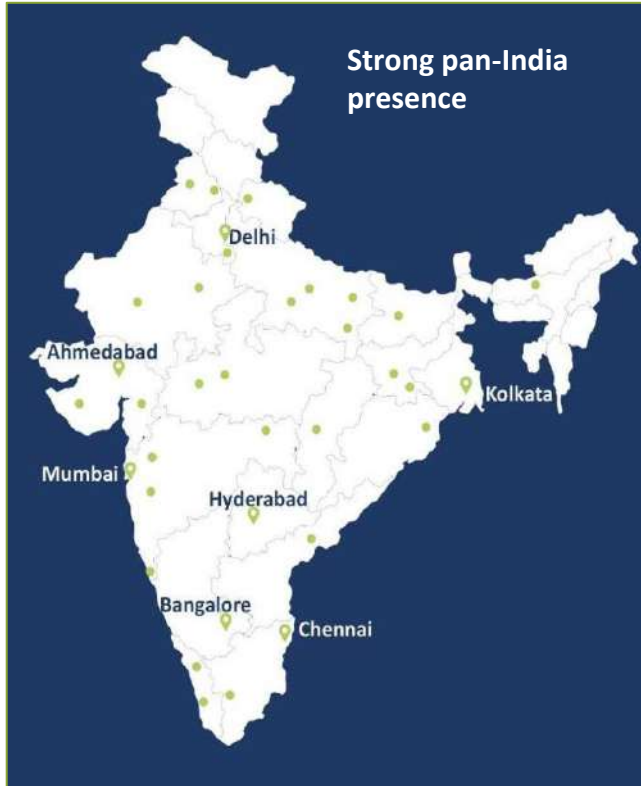 Strong pan-India
presence
Delhi
Ahmedabad
Kolkata
Mumbai
Hyderabad
Bangalore
Chennai